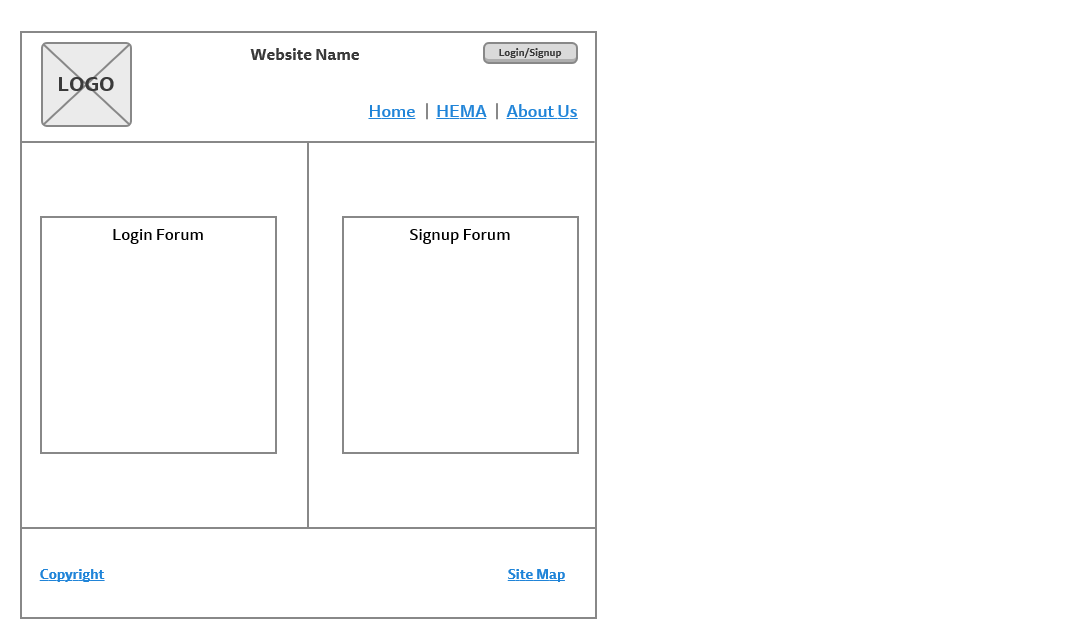 LOGO
Website Name
Login/Signup
Home | HEMA | About Us
Login Forum
Signup Forum
Copyright
Site Map